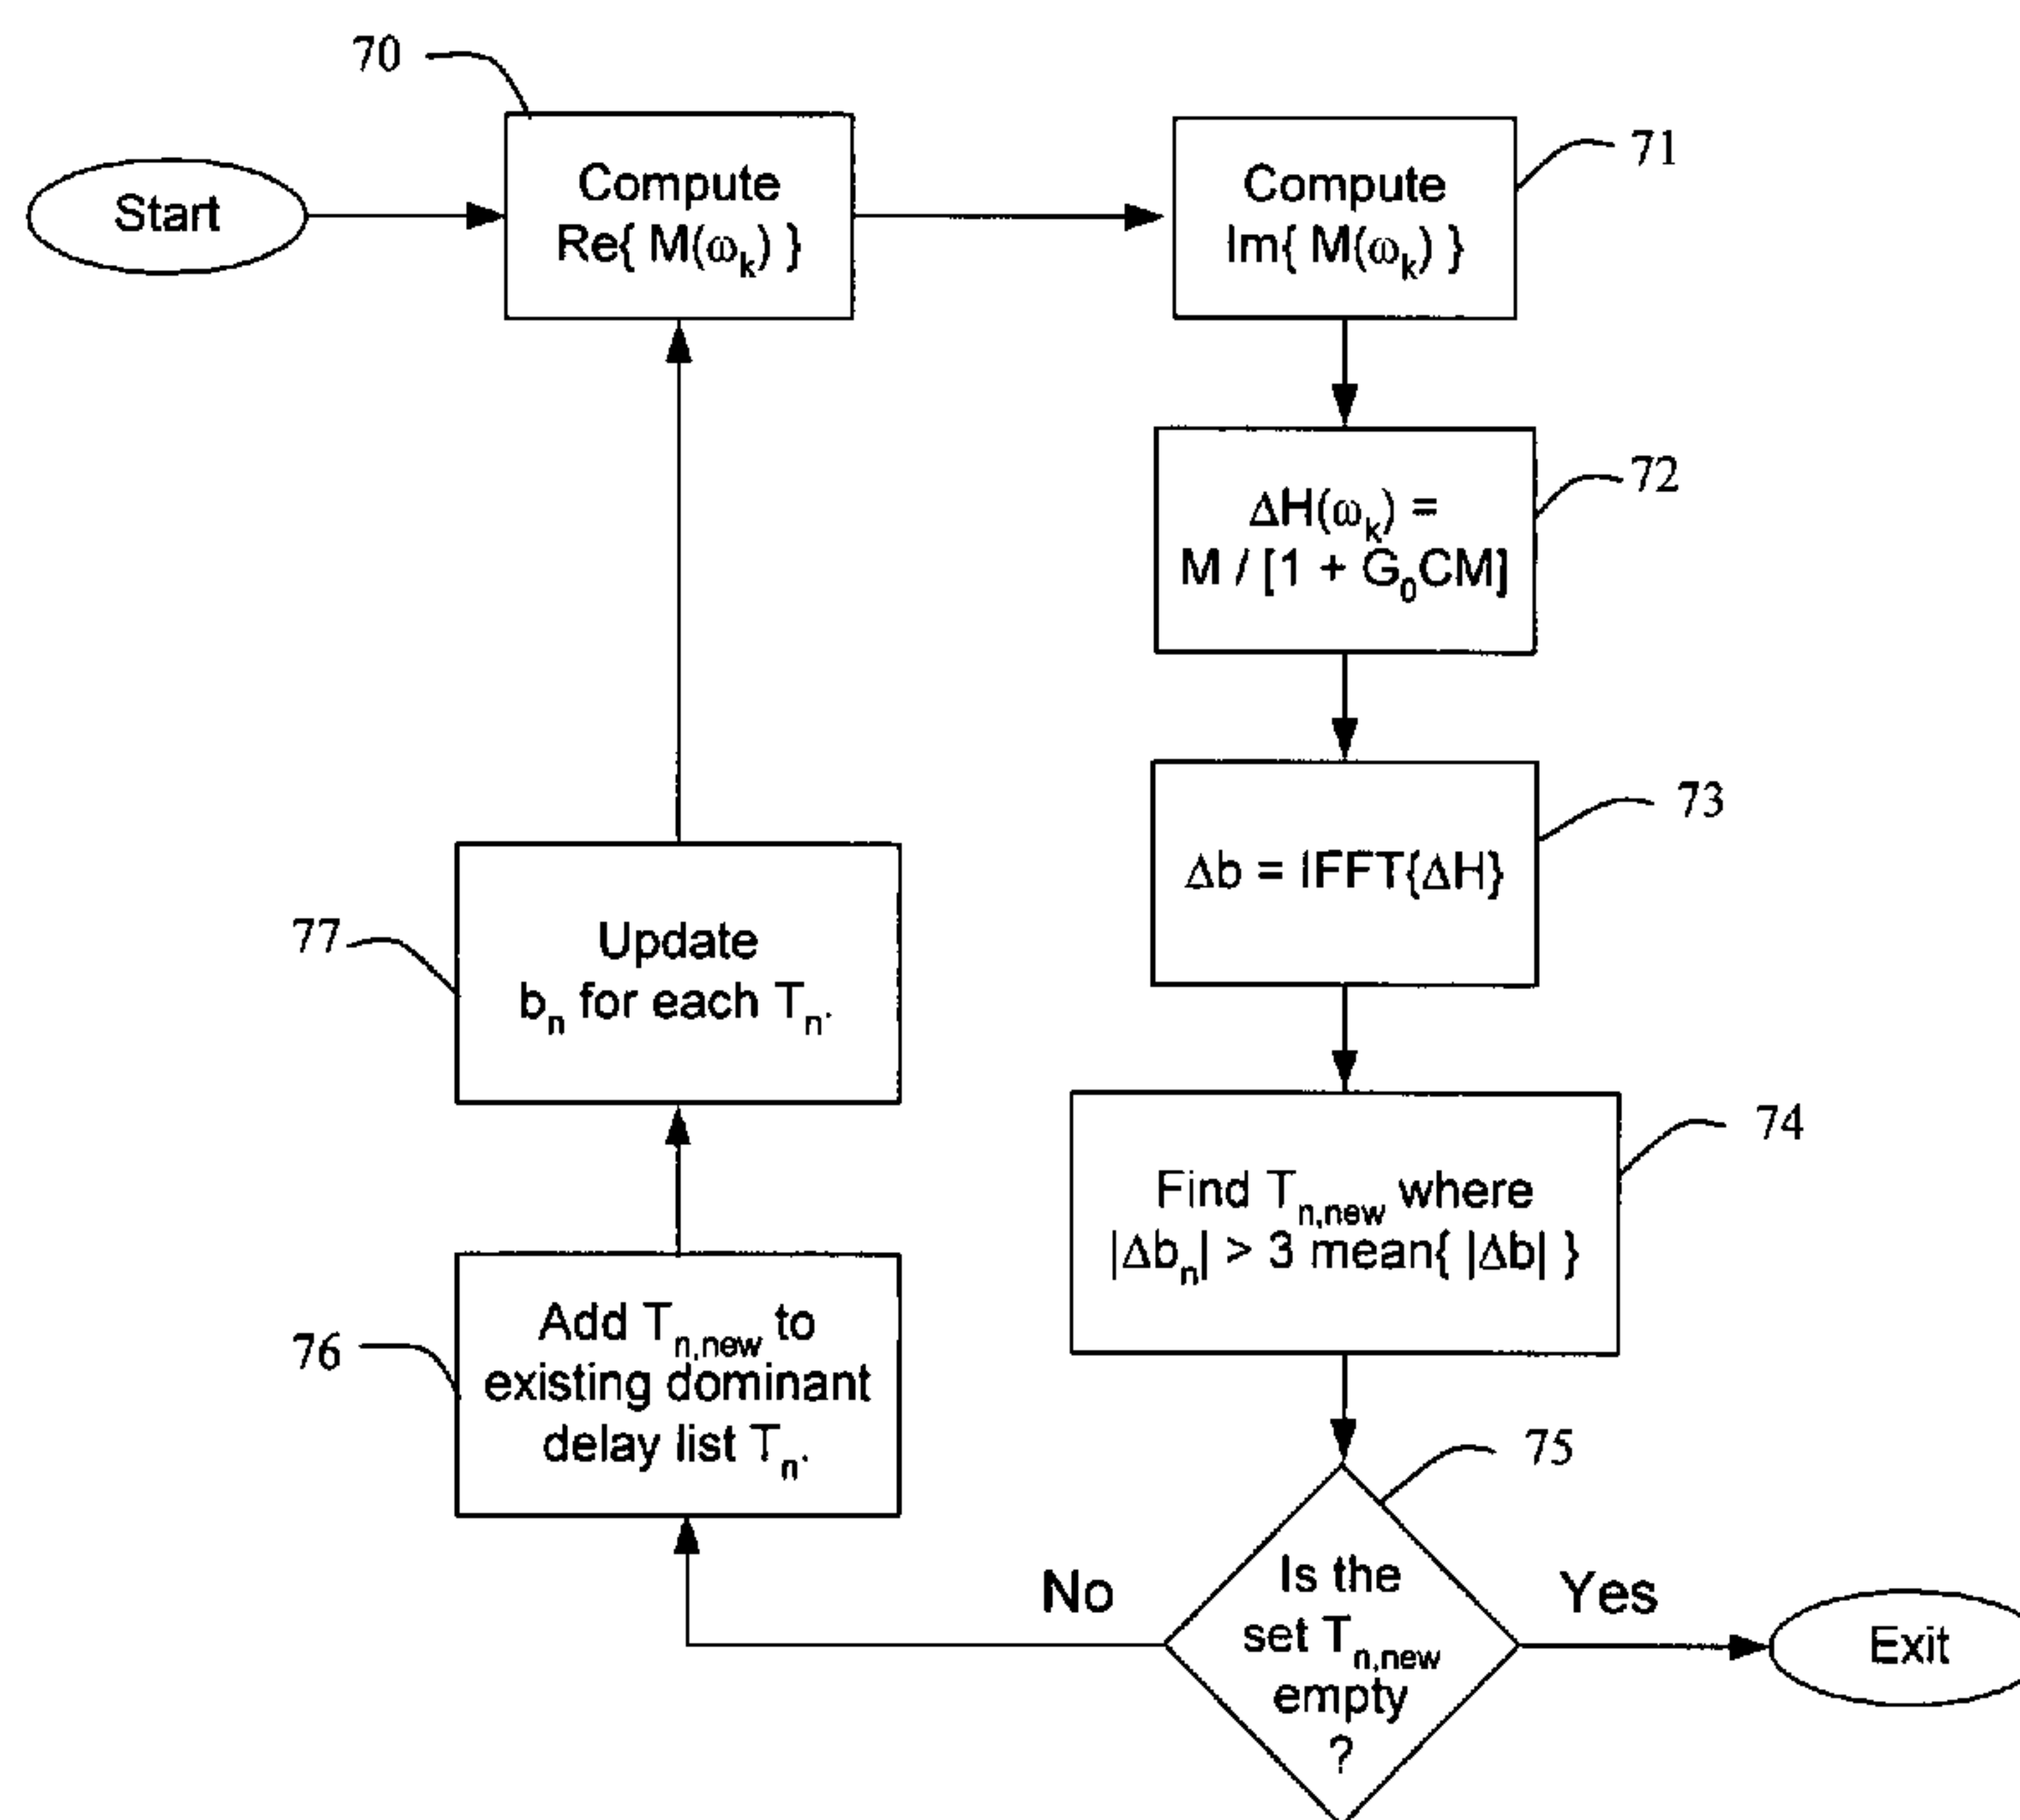 70
Start
Compute
Re{ M(ωₖ) }
71
Compute
Im{ M(ωₖ) }
72
ΔH(ωₖ) =
M / [1 + G₀CM]
73
Δb = IFFT{ΔH}
74
Find Tn,new where
|Δbn| > 3 mean{ |Δb| }
75
Is the
set Tn,new
empty
?
Yes
Exit
No
76
Add Tn,new to
existing dominant
delay list Tn.
77
Update
bn for each Tn.